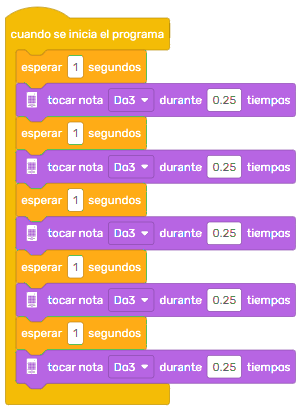 cuando se inicia el programa
esperar 1 segundos
tocar nota Do3 durante 0.25 tiempos
esperar 1 segundos
tocar nota Do3 durante 0.25 tiempos
esperar 1 segundos
tocar nota Do3 durante 0.25 tiempos
esperar 1 segundos
tocar nota Do3 durante 0.25 tiempos
esperar 1 segundos
tocar nota Do3 durante 0.25 tiempos